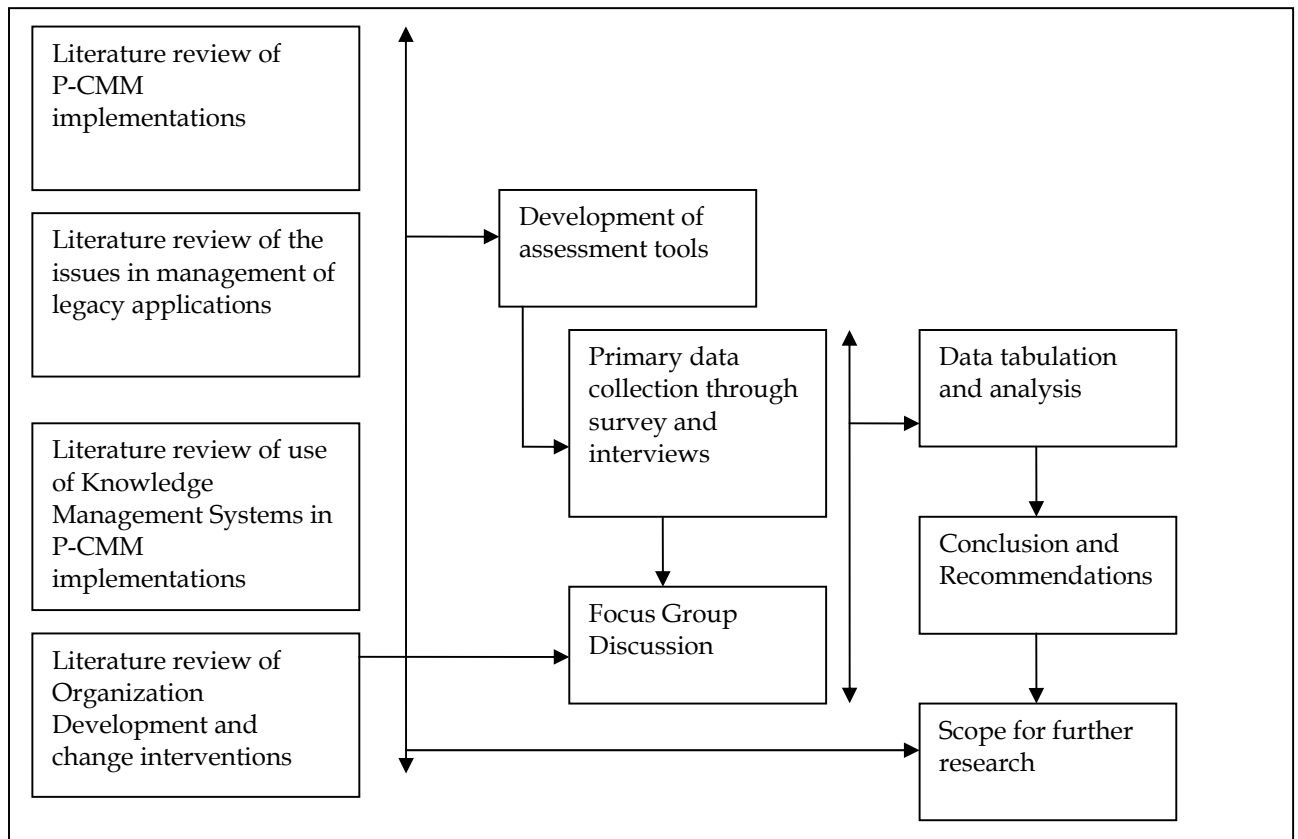 Literature review of
P-CMM
implementations
Literature review of the
issues in management of
legacy applications
Literature review of use
of Knowledge
Management Systems in
P-CMM
implementations
Literature review of
Organization
Development and
change interventions
Development of
assessment tools
Primary data
collection through
survey and
interviews
Focus Group
Discussion
Data tabulation
and analysis
Conclusion and
Recommendations
Scope for further
research